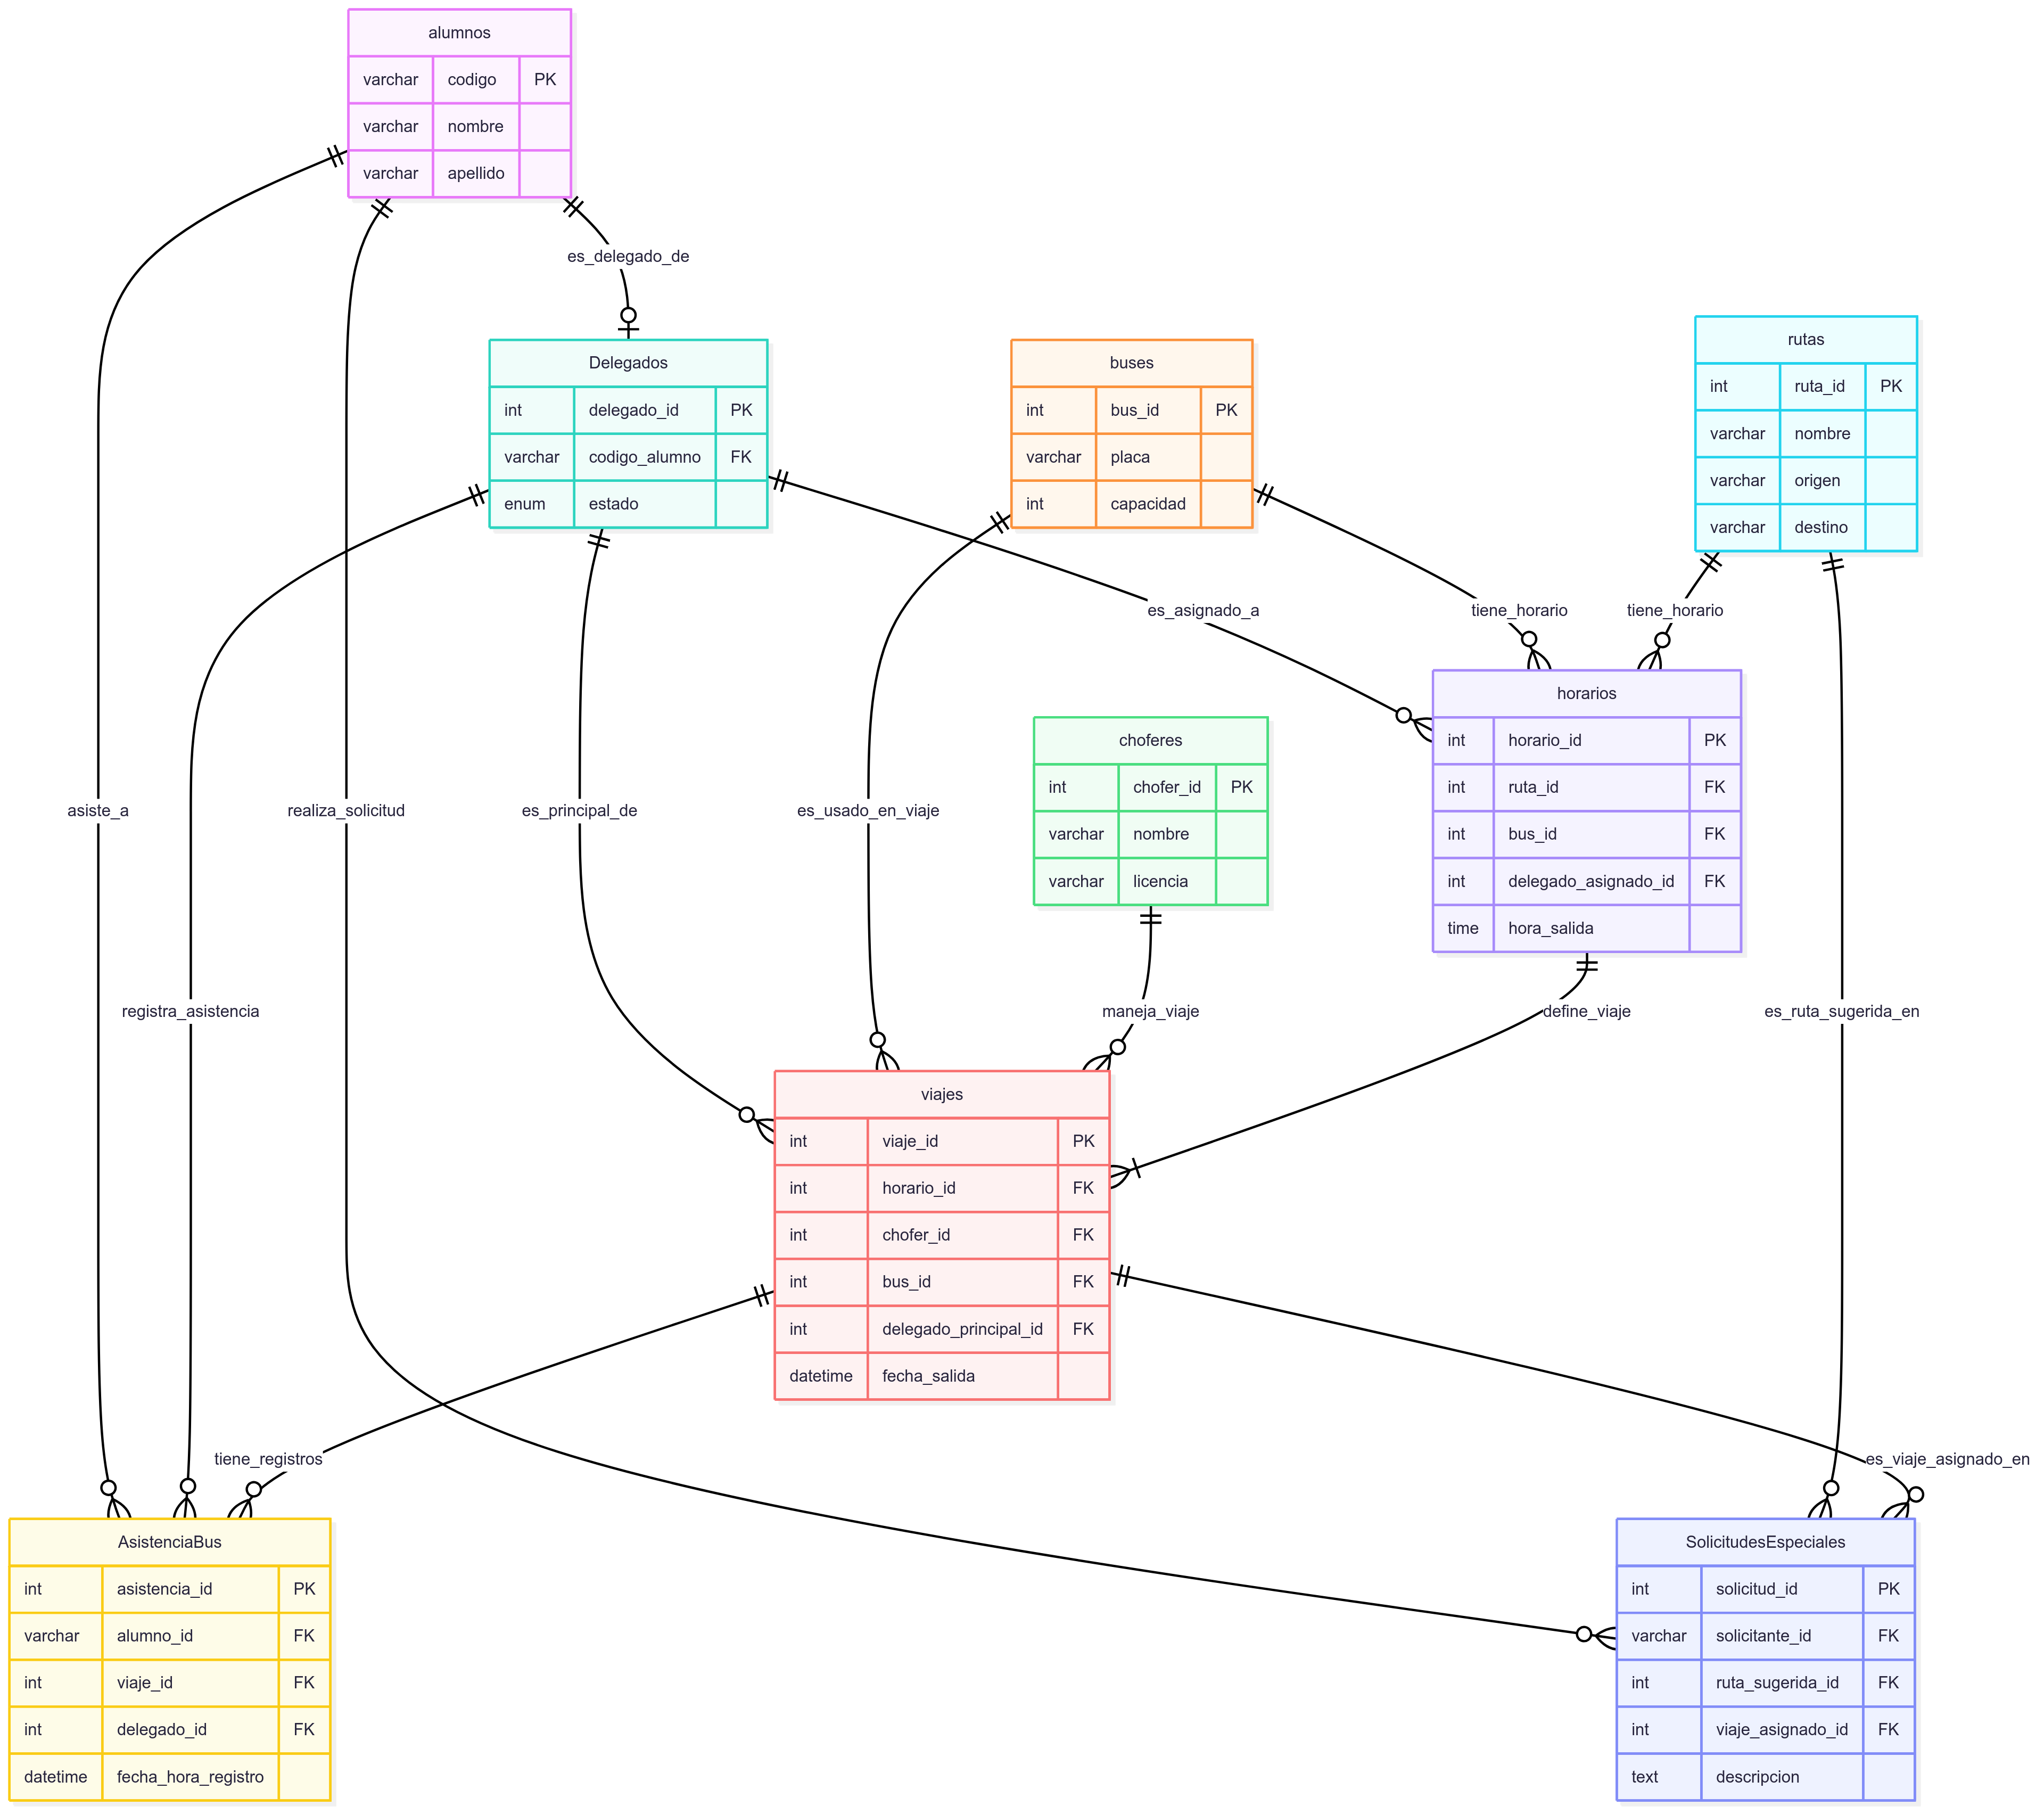 alumnos
varchar codigo PK
varchar nombre
varchar apellido
es_delegado_de
Delegados
int delegado_id PK
varchar codigo_alumno FK
enum estado
buses
int bus_id PK
varchar placa
int capacidad
rutas
int ruta_id PK
varchar nombre
varchar origen
varchar destino
es_asignado_a
tiene_horario
tiene_horario
horarios
int horario_id PK
int ruta_id FK
int bus_id FK
int delegado_asignado_id FK
time hora_salida
choferes
int chofer_id PK
varchar nombre
varchar licencia
asiste_a
realiza_solicitud
es_principal_de
es_usado_en_viaje
registra_asistencia
maneja_viaje
define_viaje
es_ruta_sugerida_en
viajes
int viaje_id PK
int horario_id FK
int chofer_id FK
int bus_id FK
int delegado_principal_id FK
datetime fecha_salida
tiene_registros
es_viaje_asignado_en
AsistenciaBus
int asistencia_id PK
varchar alumno_id FK
int viaje_id FK
int delegado_id FK
datetime fecha_hora_registro
SolicitudesEspeciales
int solicitud_id PK
varchar solicitante_id FK
int ruta_sugerida_id FK
int viaje_asignado_id FK
text descripcion